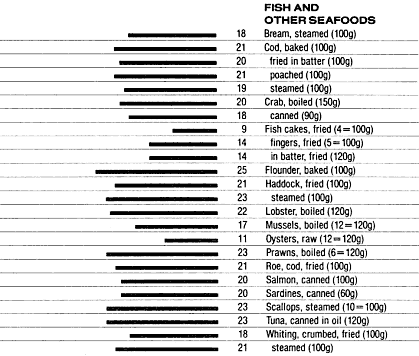 FISH AND
OTHER SEAFOODS
18 Bream, steamed (100g)
21 Cod, baked (100g)
20 fried in batter (100g)
21 poached (100g)
19 steamed (100g)
20 Crab, boiled (150g)
18 canned (90g)
9 Fish cakes, fried (4=100g)
14 fingers, fried (5=100g)
14 in batter, fried (120g)
25 Flounder, baked (100g)
21 Haddock, fried (100g)
23 steamed (100g)
22 Lobster, boiled (120g)
17 Mussels, boiled (12=120g)
11 Oysters, raw (12=120g)
23 Prawns, boiled (6=120g)
21 Roe, cod, fried (100g)
20 Salmon, canned (100g)
20 Sardines, canned (60g)
23 Scallops, steamed (10=100g)
23 Tuna, canned in oil (120g)
18 Whiting, crumbed, fried (100g)
21 steamed (100g)